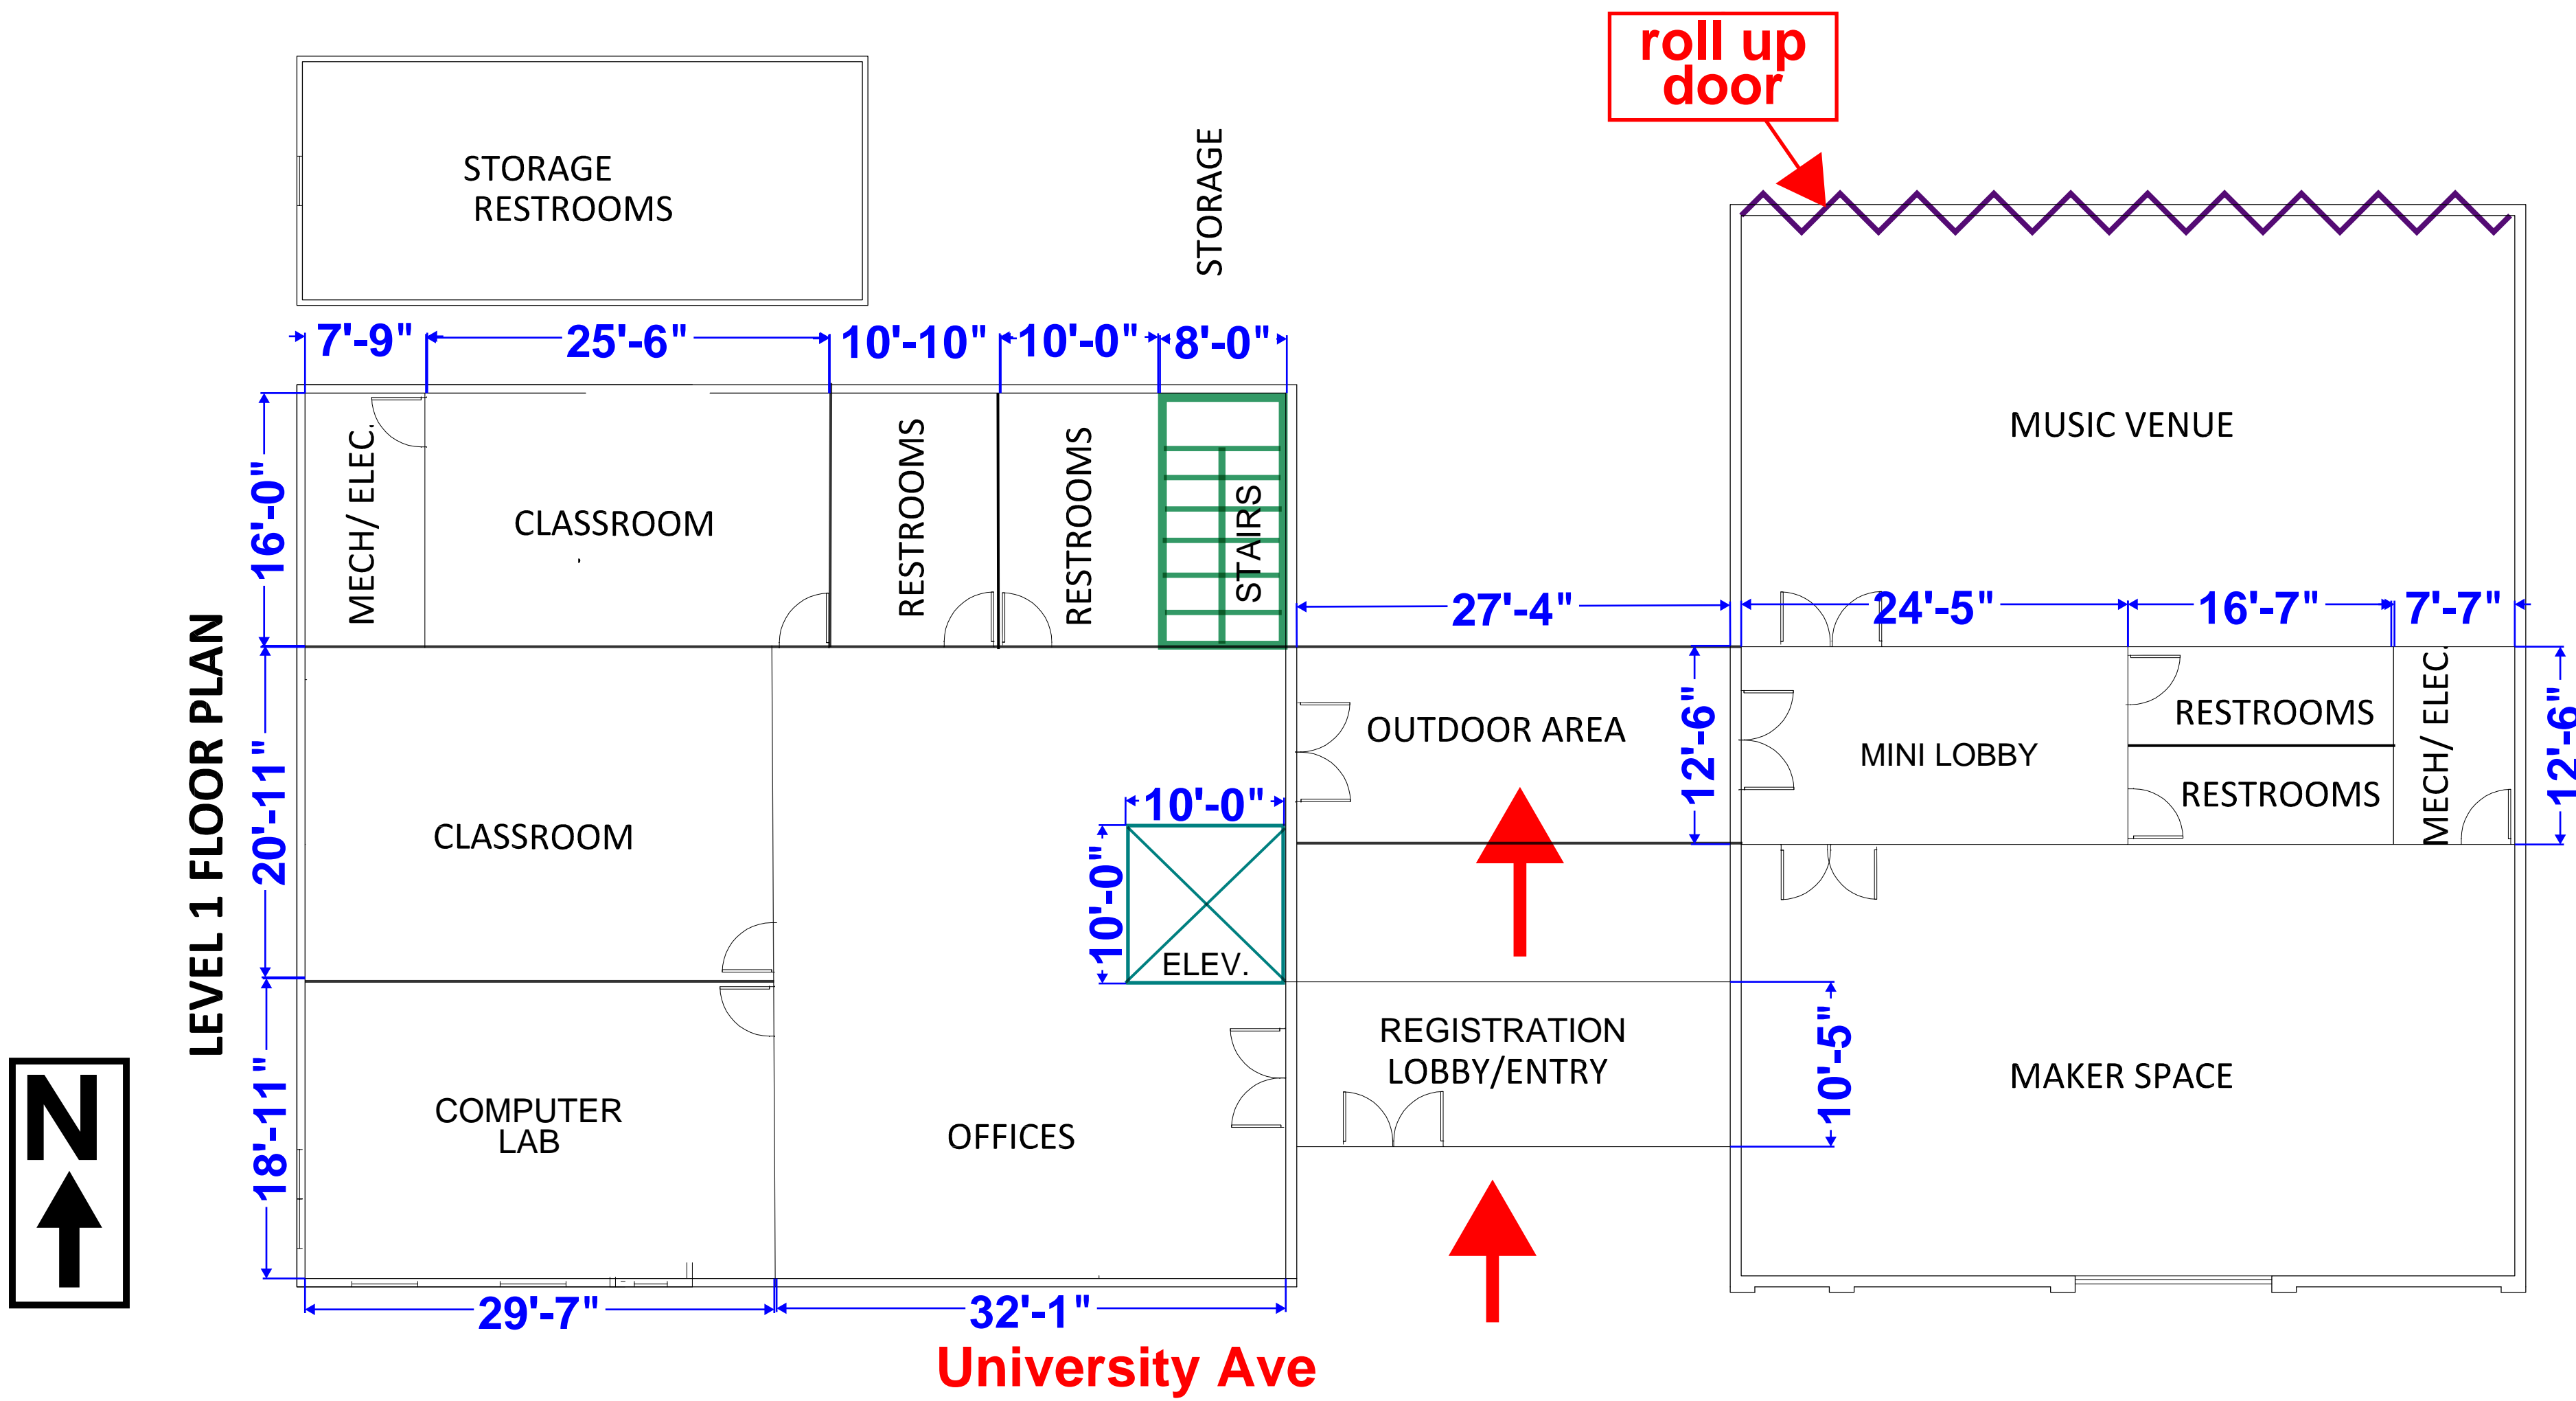 roll up
door
STORAGE
RESTROOMS
STORAGE
7'-9"
25'-6"
10'-10"
10'-0"
8'-0"
16'-0"
MECH/ ELEC.
CLASSROOM
RESTROOMS
RESTROOMS
STAIRS
MUSIC VENUE
27'-4"
24'-5"
16'-7"
7'-7"
LEVEL 1 FLOOR PLAN
20'-11"
CLASSROOM
10'-0"
10'-0"
ELEV.
OUTDOOR AREA
12'-6"
MINI LOBBY
RESTROOMS
RESTROOMS
MECH/ ELEC.
12'-6"
N
18'-11"
COMPUTER
LAB
OFFICES
REGISTRATION
LOBBY/ENTRY
10'-5"
MAKER SPACE
29'-7"
32'-1"
University Ave